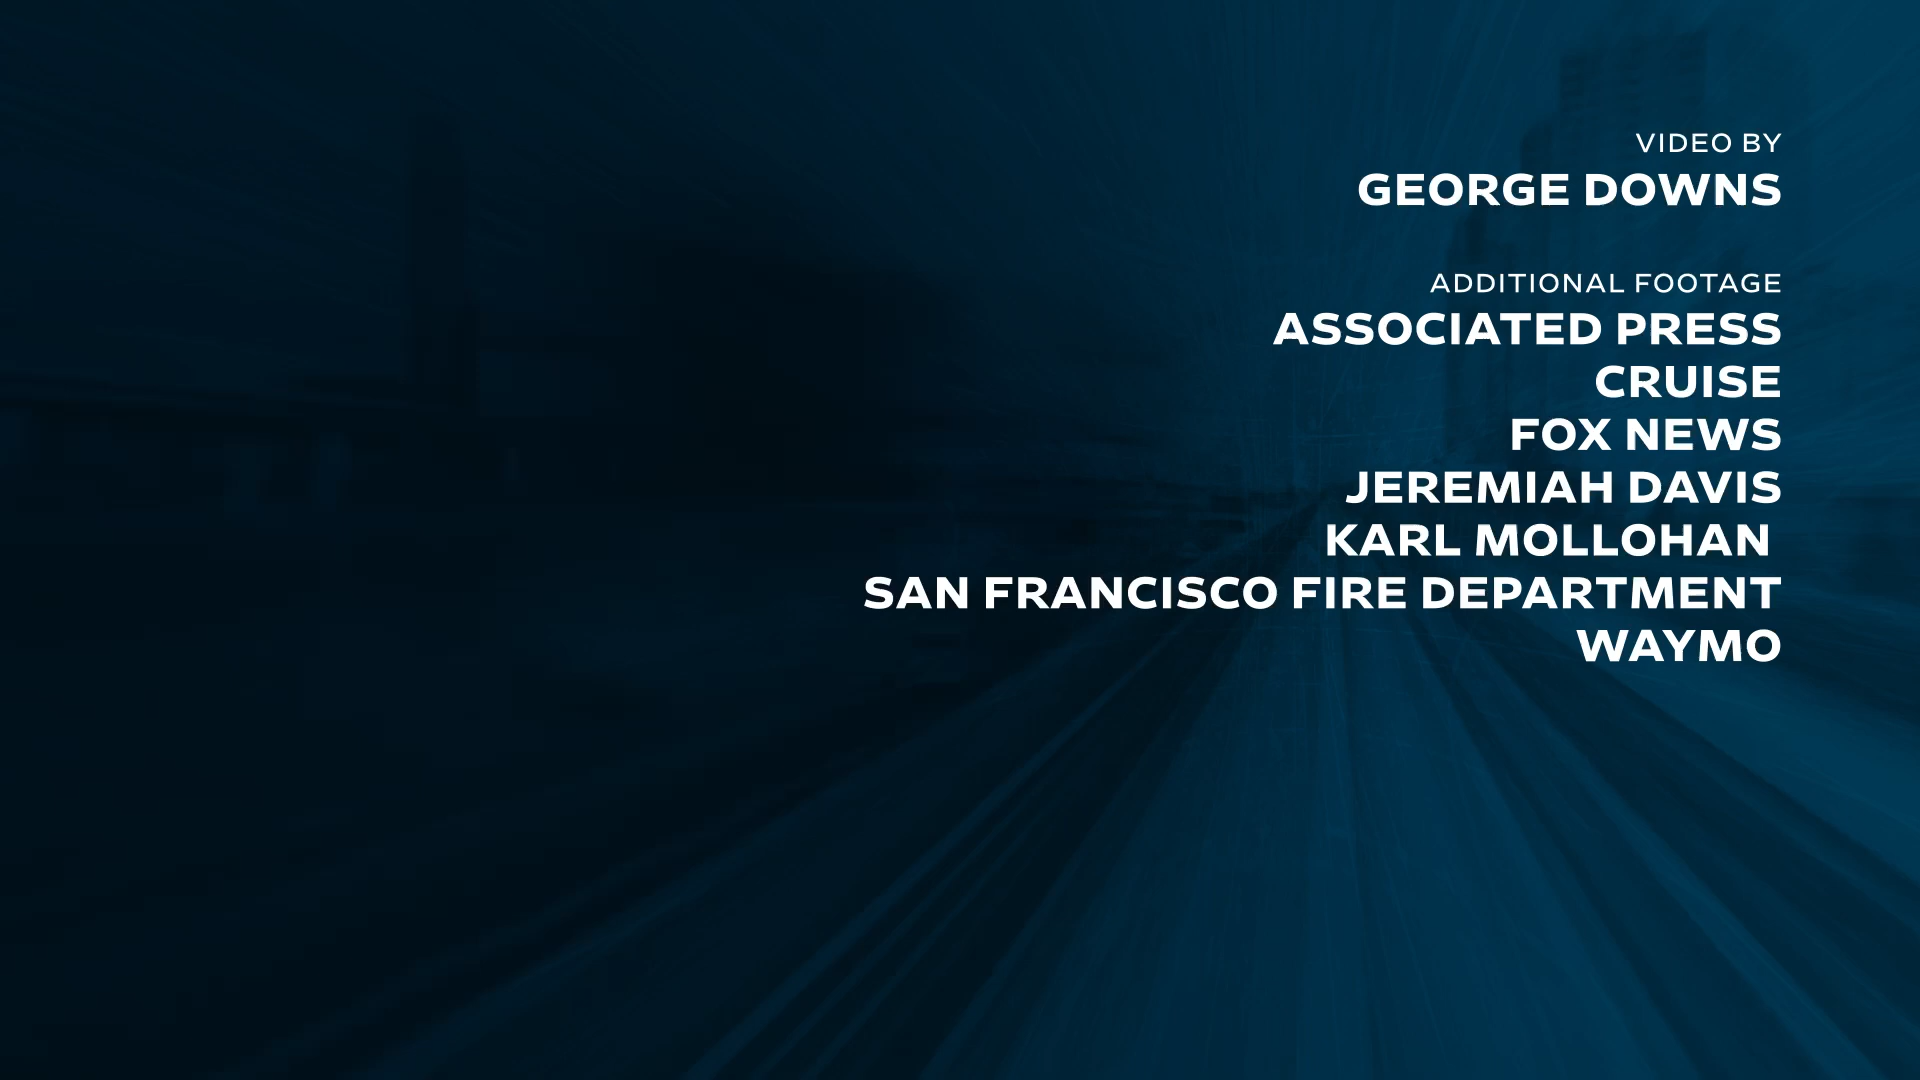 VIDEO BY
GEORGE DOWNS
ADDITIONAL FOOTAGE
ASSOCIATED PRESS
CRUISE
FOX NEWS
JEREMIAH DAVIS
KARL MOLLOHAN
SAN FRANCISCO FIRE DEPARTMENT
WAYMO